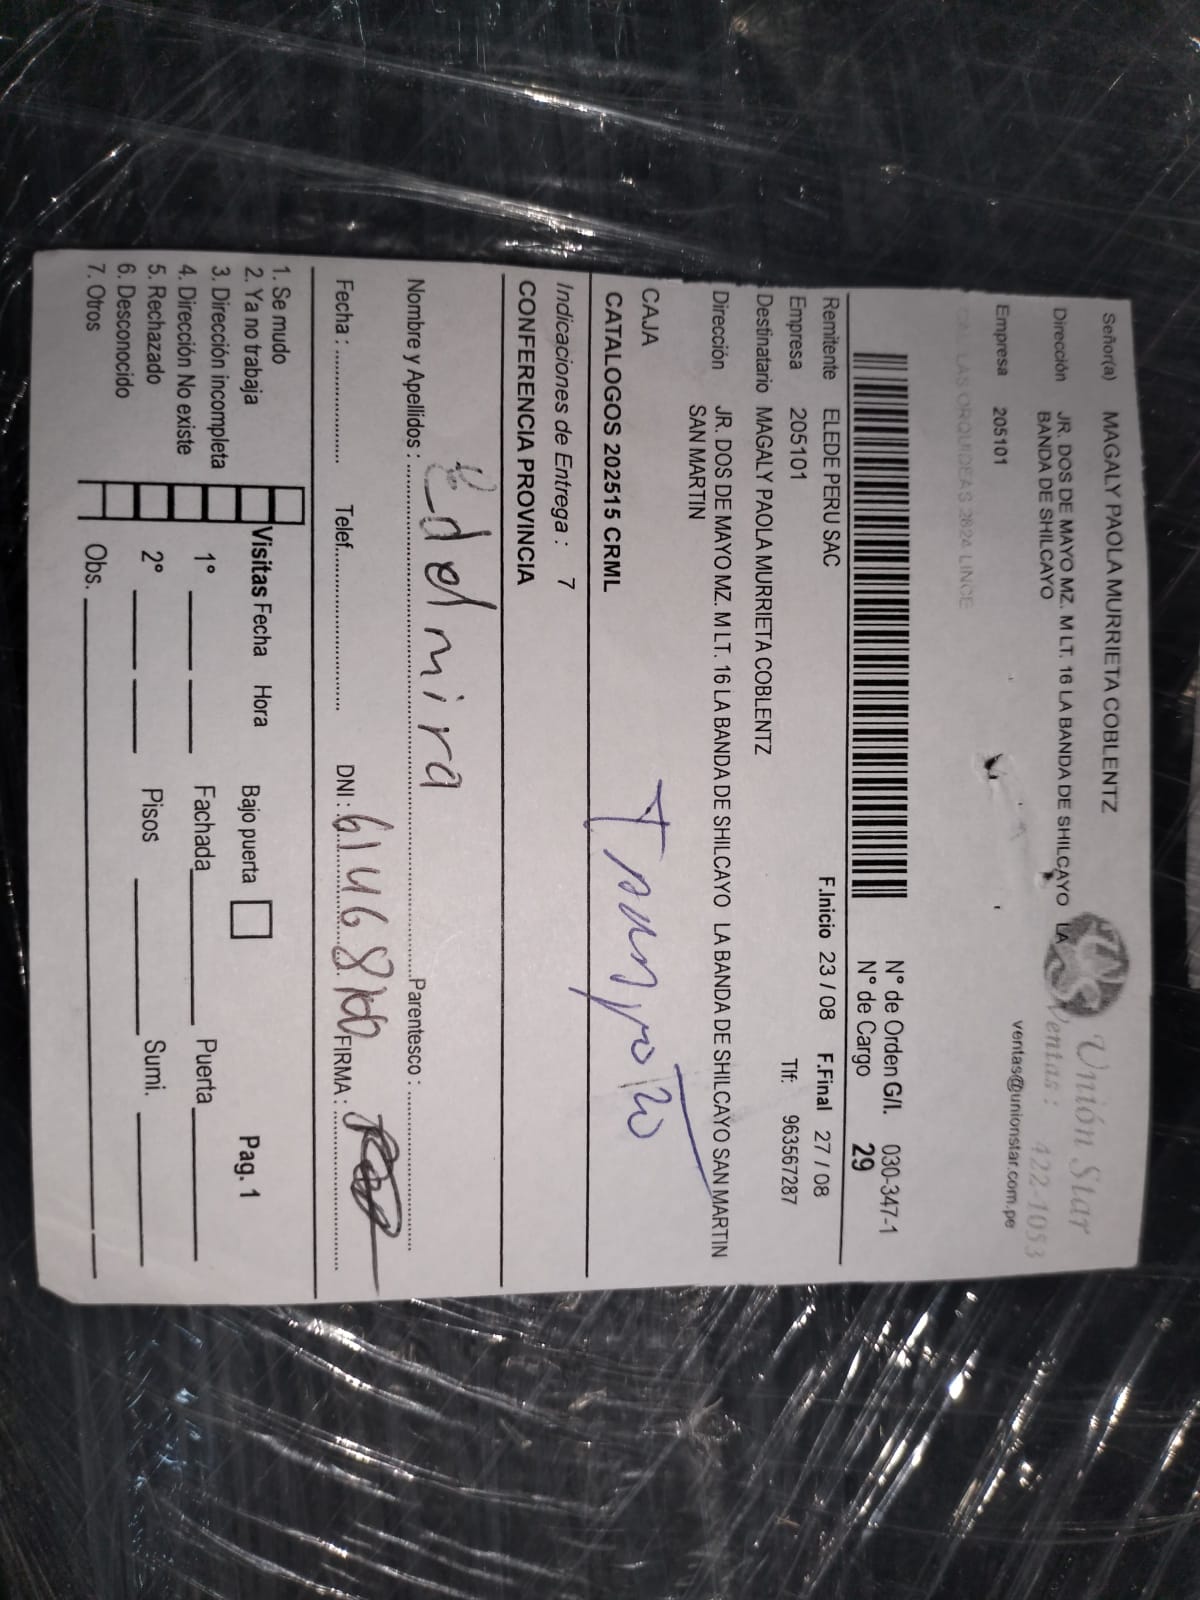 Señor(a) MAGALY PAOLA MURRIETA COBLENTZ
Dirección JR. DOS DE MAYO MZ. M LT. 16 LA BANDA DE SHILCAYO LA
BANDA DE SHILCAYO
Empresa 205101
CAL LAS ORQUIDEAS 2824 LINCE
Unión Star
Ventas : 422-1053
ventas@unionstar.com.pe
N° de Orden G/I. 030-347-1
N° de Cargo 29
Remitente ELEDE PERU SAC F.Inicio 23 / 08 F.Final 27 / 08
Empresa 205101 Tlf: 963567287
Destinatario MAGALY PAOLA MURRIETA COBLENTZ
Dirección JR. DOS DE MAYO MZ. M LT. 16 LA BANDA DE SHILCAYO LA BANDA DE SHILCAYO SAN MARTIN
SAN MARTIN
CAJA
CATALOGOS 202515 CRML
Indicaciones de Entrega : 7
CONFERENCIA PROVINCIA
Edelmira
Nombre y Apellidos : Parentesco :
Fecha : Telef. DNI : FIRMA :
1. Se mudo
2. Ya no trabaja
3. Dirección incompleta
4. Dirección No existe
5. Rechazado
6. Desconocido
7. Otros
Visitas Fecha Hora Bajo puerta Pag. 1
1° Fachada Puerta
2° Pisos Sumi.
Obs.